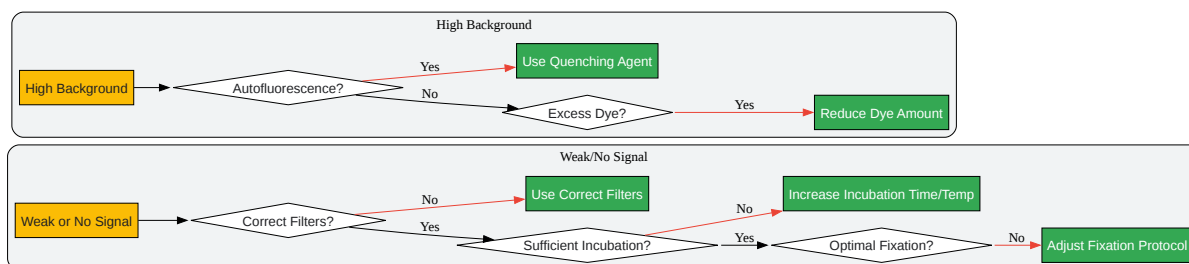 High Background
High Background
Autofluorescence?
Yes
Use Quenching Agent
No
Excess Dye?
Yes
Reduce Dye Amount
Weak/No Signal
Weak or No Signal
Correct Filters?
No
Use Correct Filters
Yes
Sufficient Incubation?
No
Increase Incubation Time/Temp
Yes
Optimal Fixation?
No
Adjust Fixation Protocol